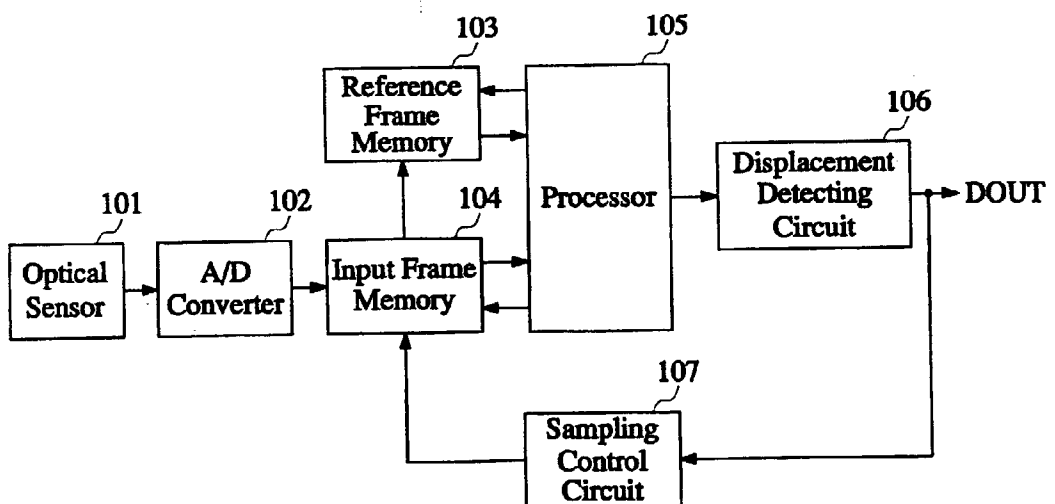 103
Reference
Frame
Memory
105
Processor
106
Displacement
Detecting
Circuit
DOUT
101
Optical
Sensor
102
A/D
Converter
104
Input Frame
Memory
107
Sampling
Control
Circuit